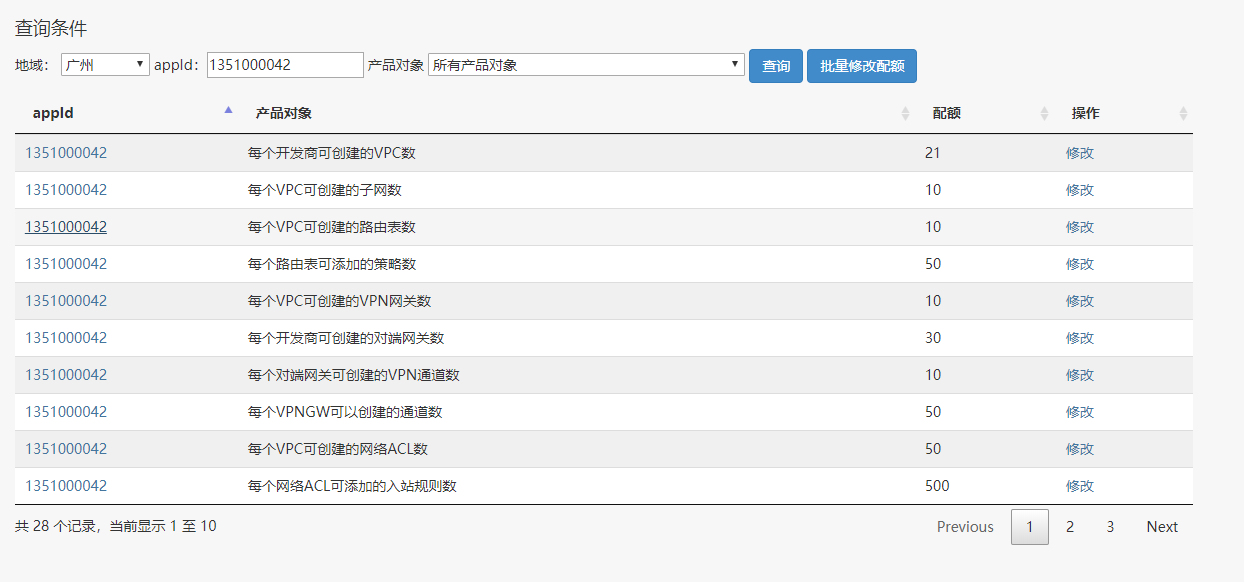 查询条件
地域： 广州 appId： 1351000042 产品对象 所有产品对象 查询 批量修改配额
appId 产品对象 配额 操作
1351000042 每个开发商可创建的VPC数 21 修改
1351000042 每个VPC可创建的子网数 10 修改
1351000042 每个VPC可创建的路由表数 10 修改
1351000042 每个路由表可添加的策略数 50 修改
1351000042 每个VPC可创建的VPN网关数 10 修改
1351000042 每个开发商可创建的对端网关数 30 修改
1351000042 每个对端网关可创建的VPN通道数 10 修改
1351000042 每个VPNGW可以创建的通道数 50 修改
1351000042 每个VPC可创建的网络ACL数 50 修改
1351000042 每个网络ACL可添加的入站规则数 500 修改
共 28 个记录，当前显示 1 至 10 Previous 1 2 3 Next